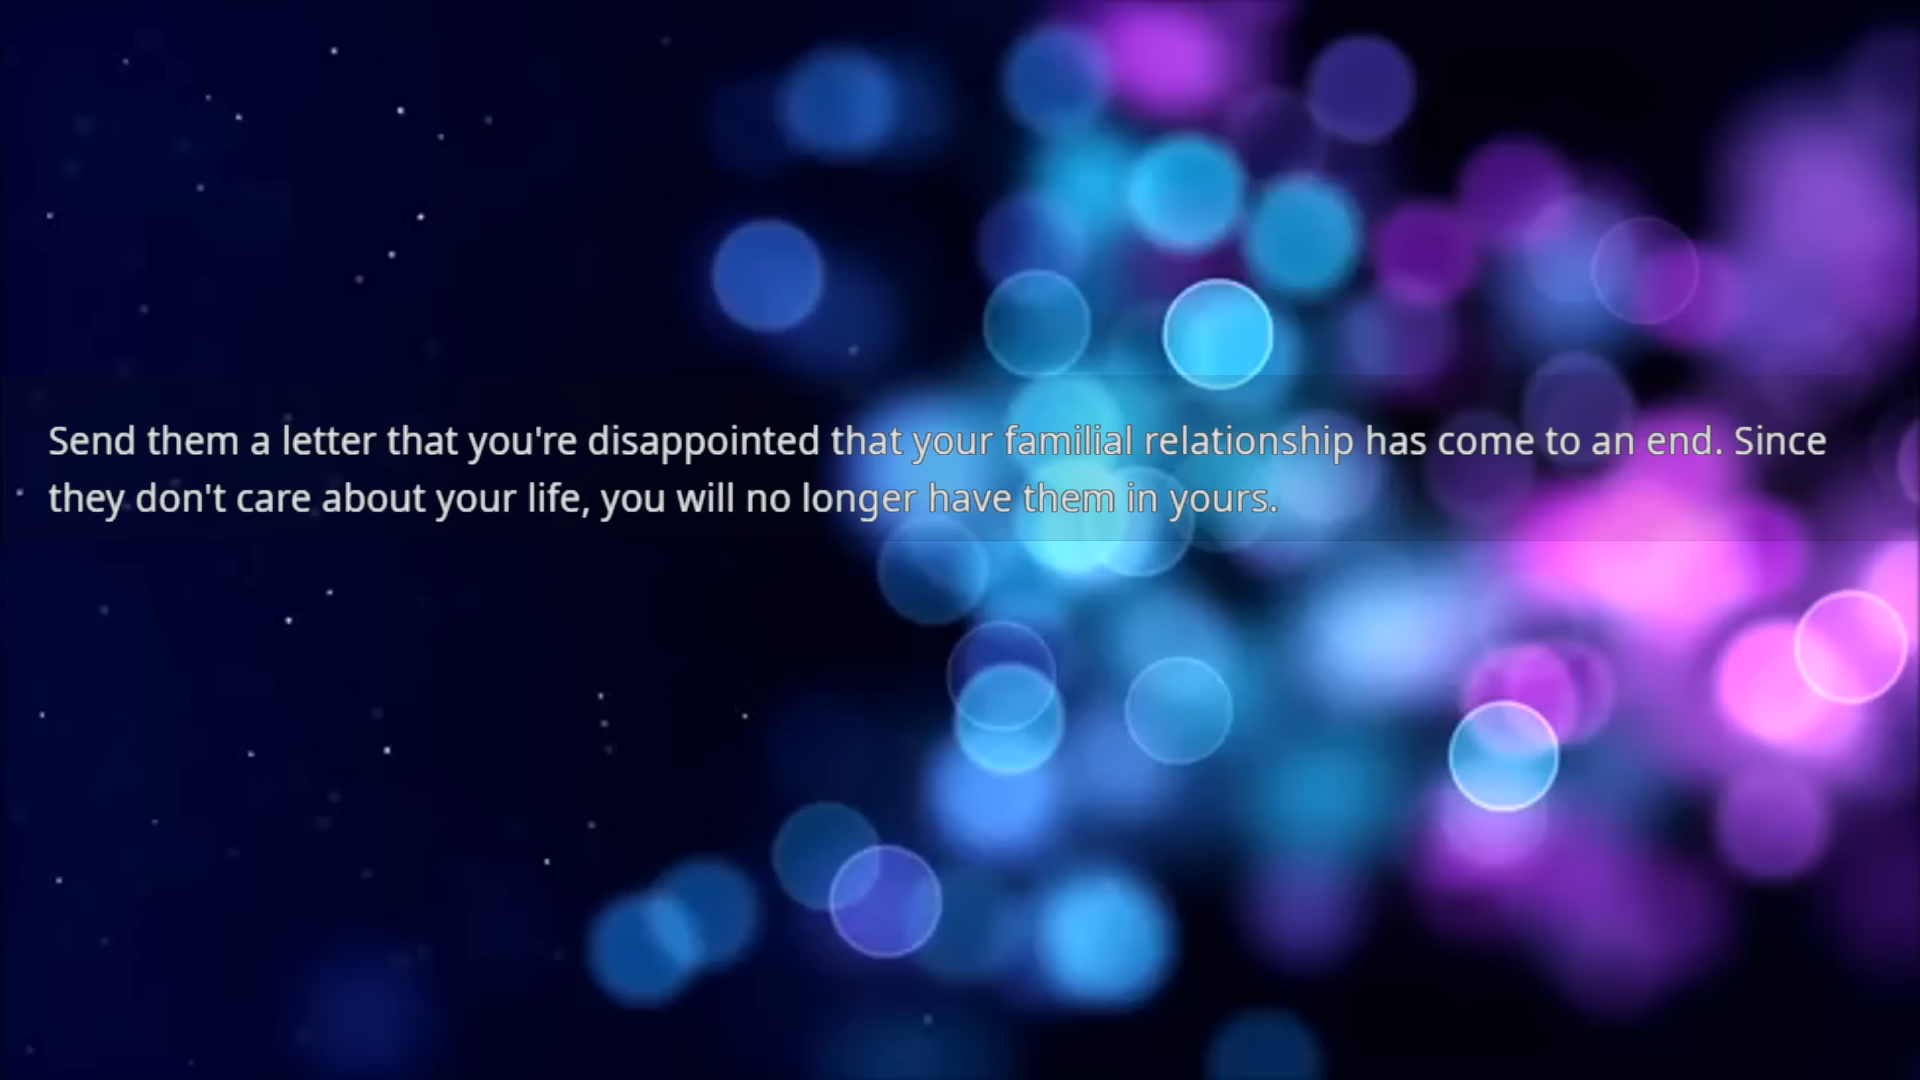 Send them a letter that you're disappointed that your familial relationship has come to an end. Since
they don't care about your life, you will no longer have them in yours.